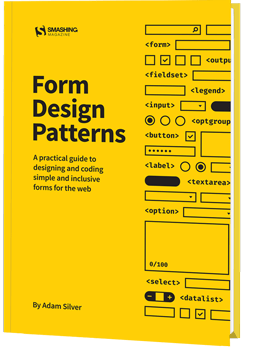 SMASHING
MAGAZINE
Form
Design
Patterns
A practical guide to
designing and coding
simple and inclusive
forms for the web
By Adam Silver
<form>
<outpu
<fieldset>
<legend>
<input>
<optgroup
<button>
<label>
<textarea>
<option>
0/100
<select>
<datalist>